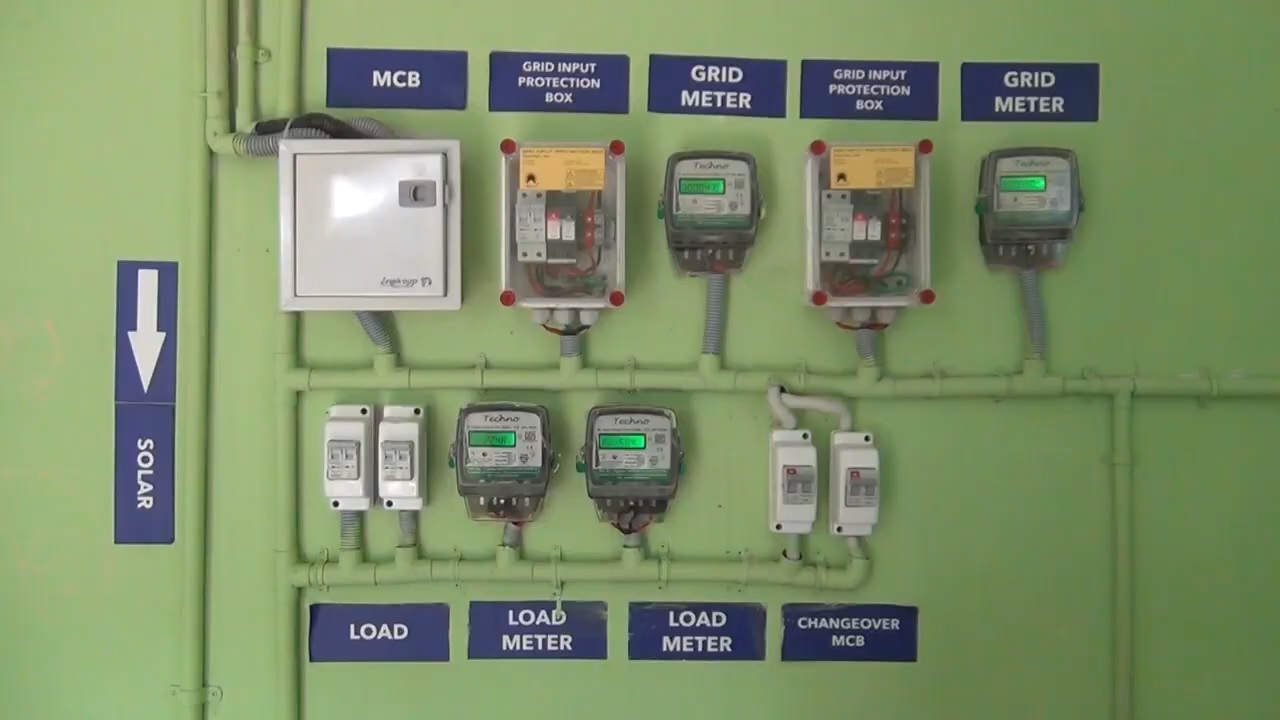 MCB
GRID INPUT
PROTECTION
BOX
GRID
METER
GRID INPUT
PROTECTION
BOX
GRID
METER
Techno
Techno
SOLAR
Techno
Techno
LOAD
LOAD
METER
LOAD
METER
CHANGEOVER
MCB